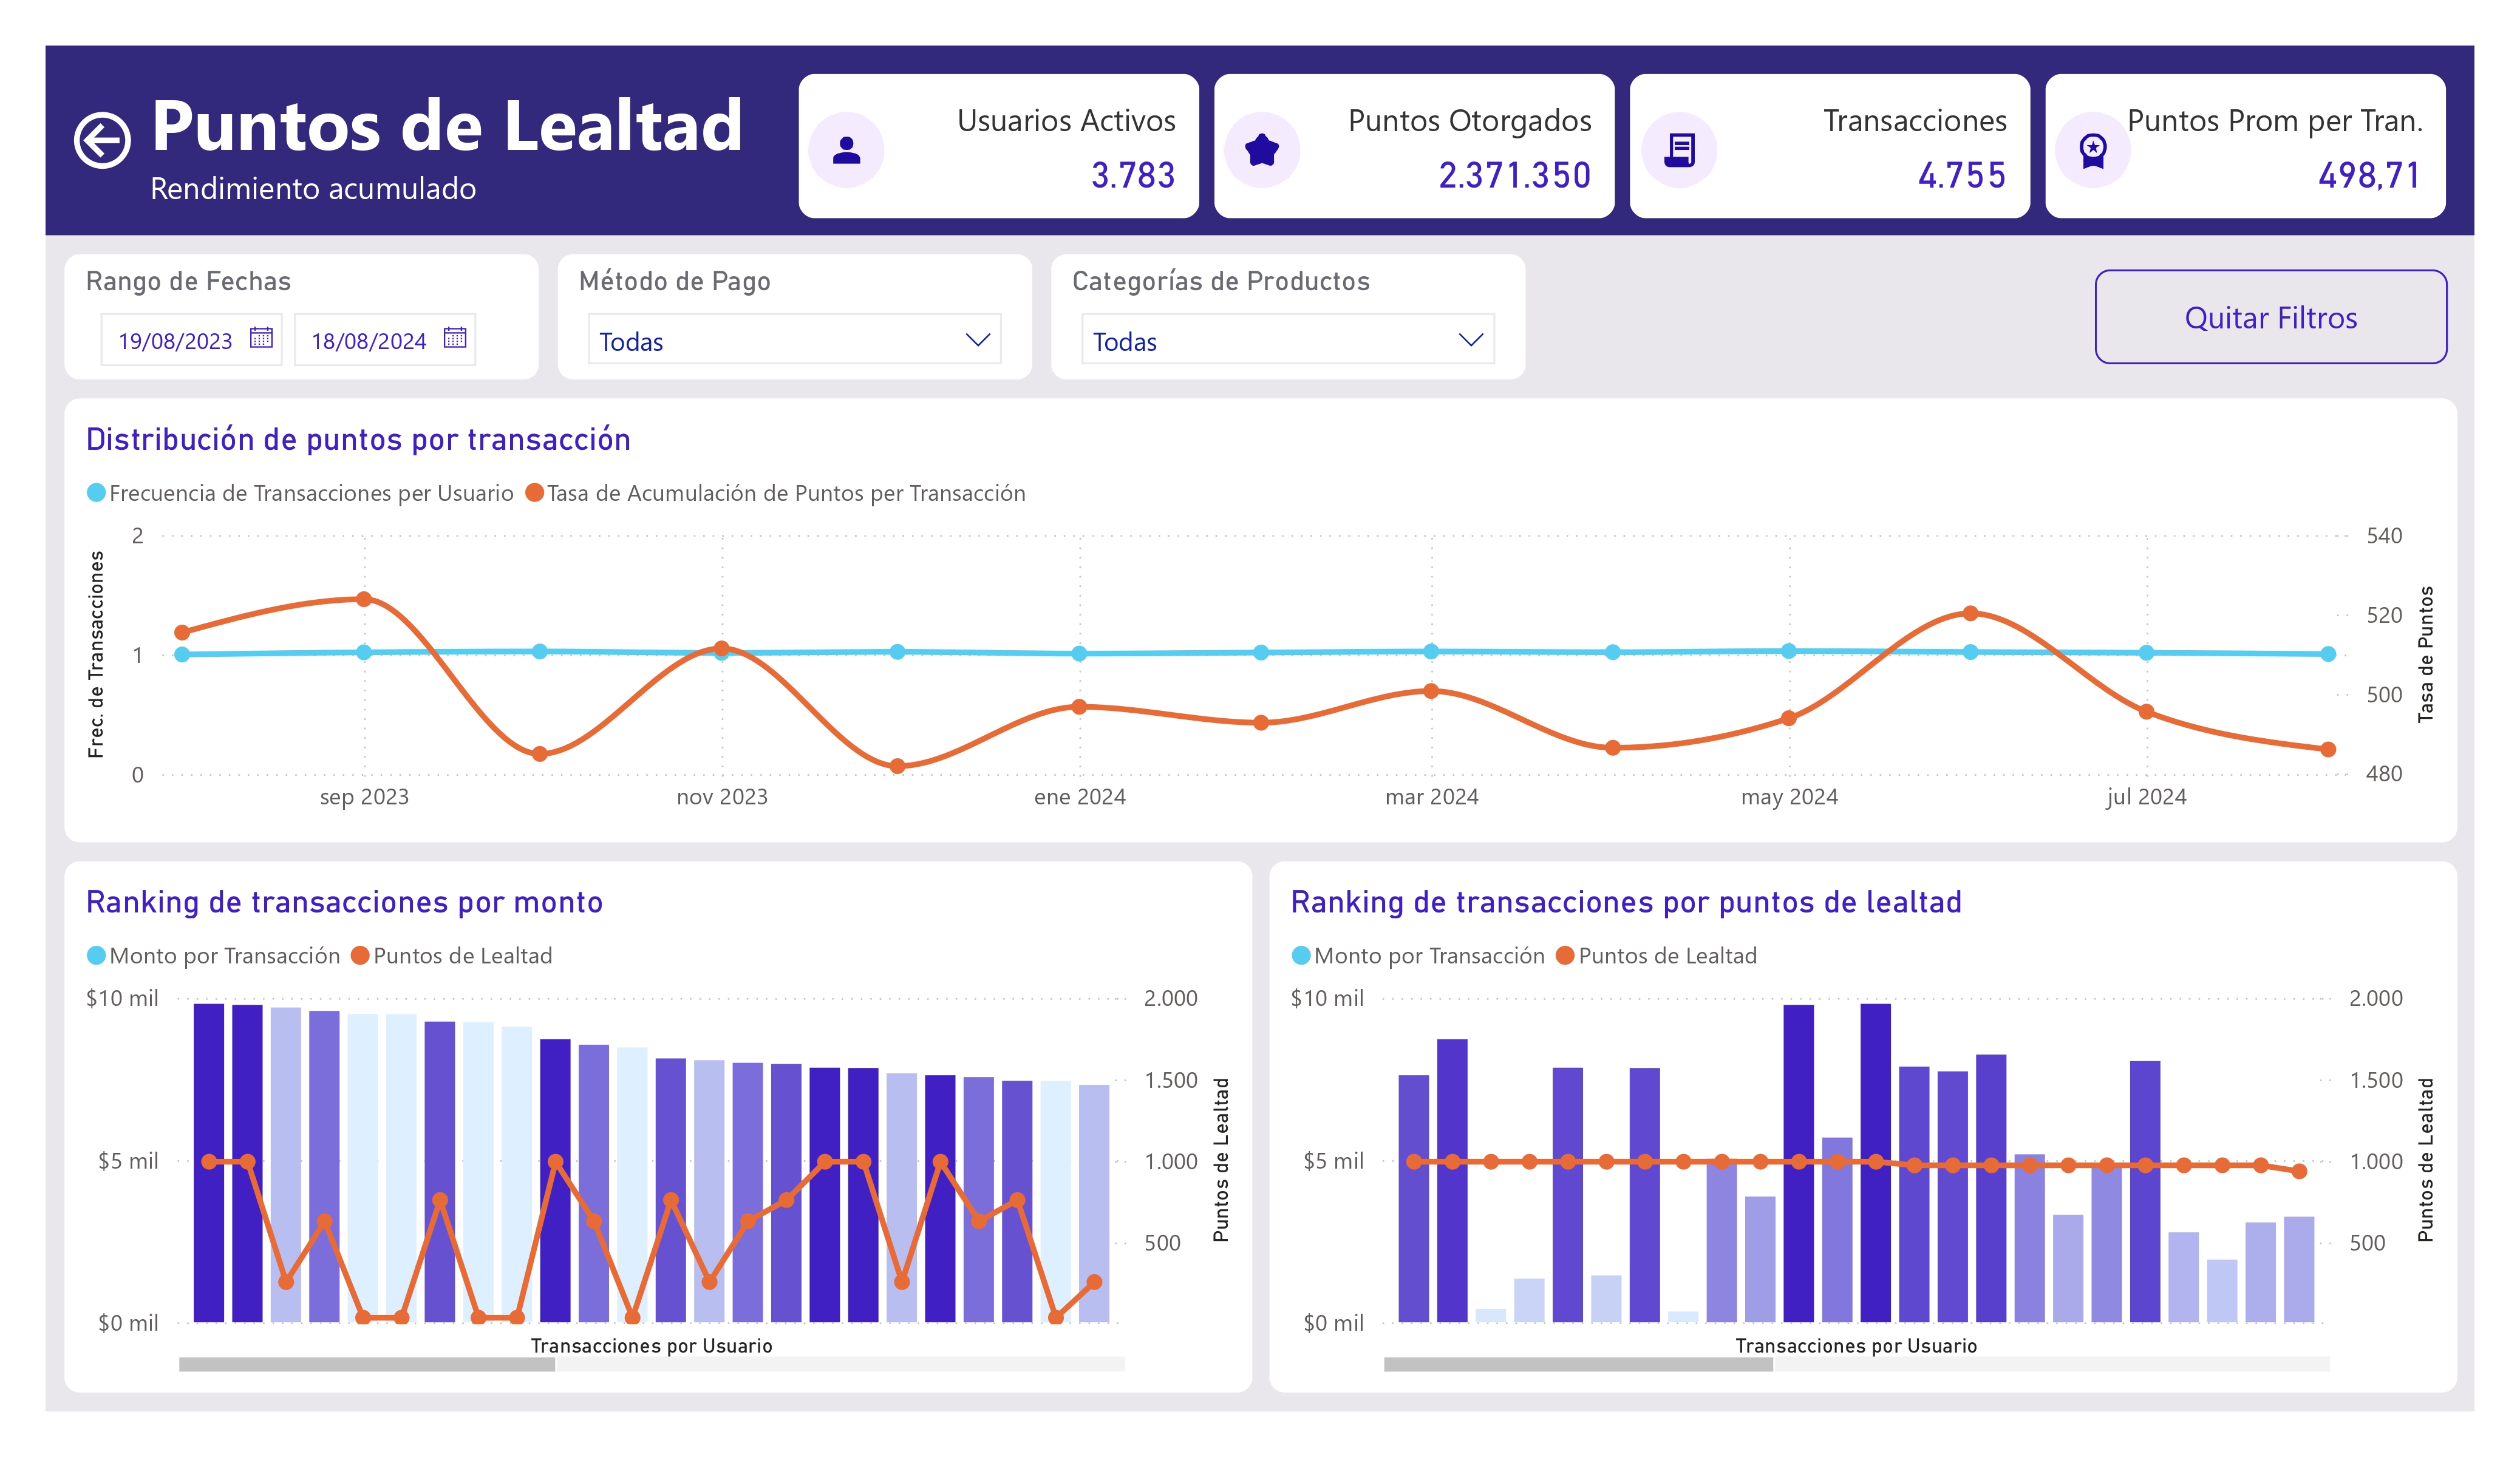 Puntos de Lealtad
Rendimiento acumulado
Usuarios Activos
3.783
Puntos Otorgados
2.371.350
Transacciones
4.755
Puntos Prom per Tran.
498,71
Rango de Fechas
19/08/2023
18/08/2024
Método de Pago
Todas
Categorías de Productos
Todas
Quitar Filtros
Distribución de puntos por transacción
Frecuencia de Transacciones per Usuario
Tasa de Acumulación de Puntos per Transacción
Frec. de Transacciones
2
1
0
540
520
500
480
Tasa de Puntos
sep 2023
nov 2023
ene 2024
mar 2024
may 2024
jul 2024
Ranking de transacciones por monto
Monto por Transacción
Puntos de Lealtad
$10 mil
$5 mil
$0 mil
2.000
1.500
1.000
500
Puntos de Lealtad
Transacciones por Usuario
Ranking de transacciones por puntos de lealtad
Monto por Transacción
Puntos de Lealtad
$10 mil
$5 mil
$0 mil
2.000
1.500
1.000
500
Puntos de Lealtad
Transacciones por Usuario